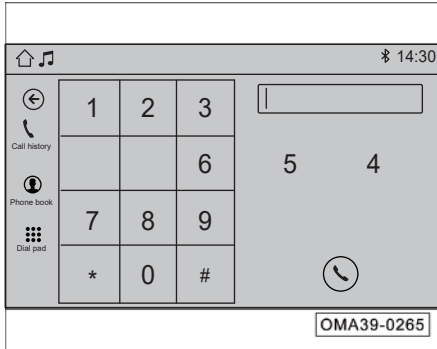 14:30
1 2 3
Call history
6 5 4
Phone book
7 8 9
Dial pad
* 0 #
OMA39-0265